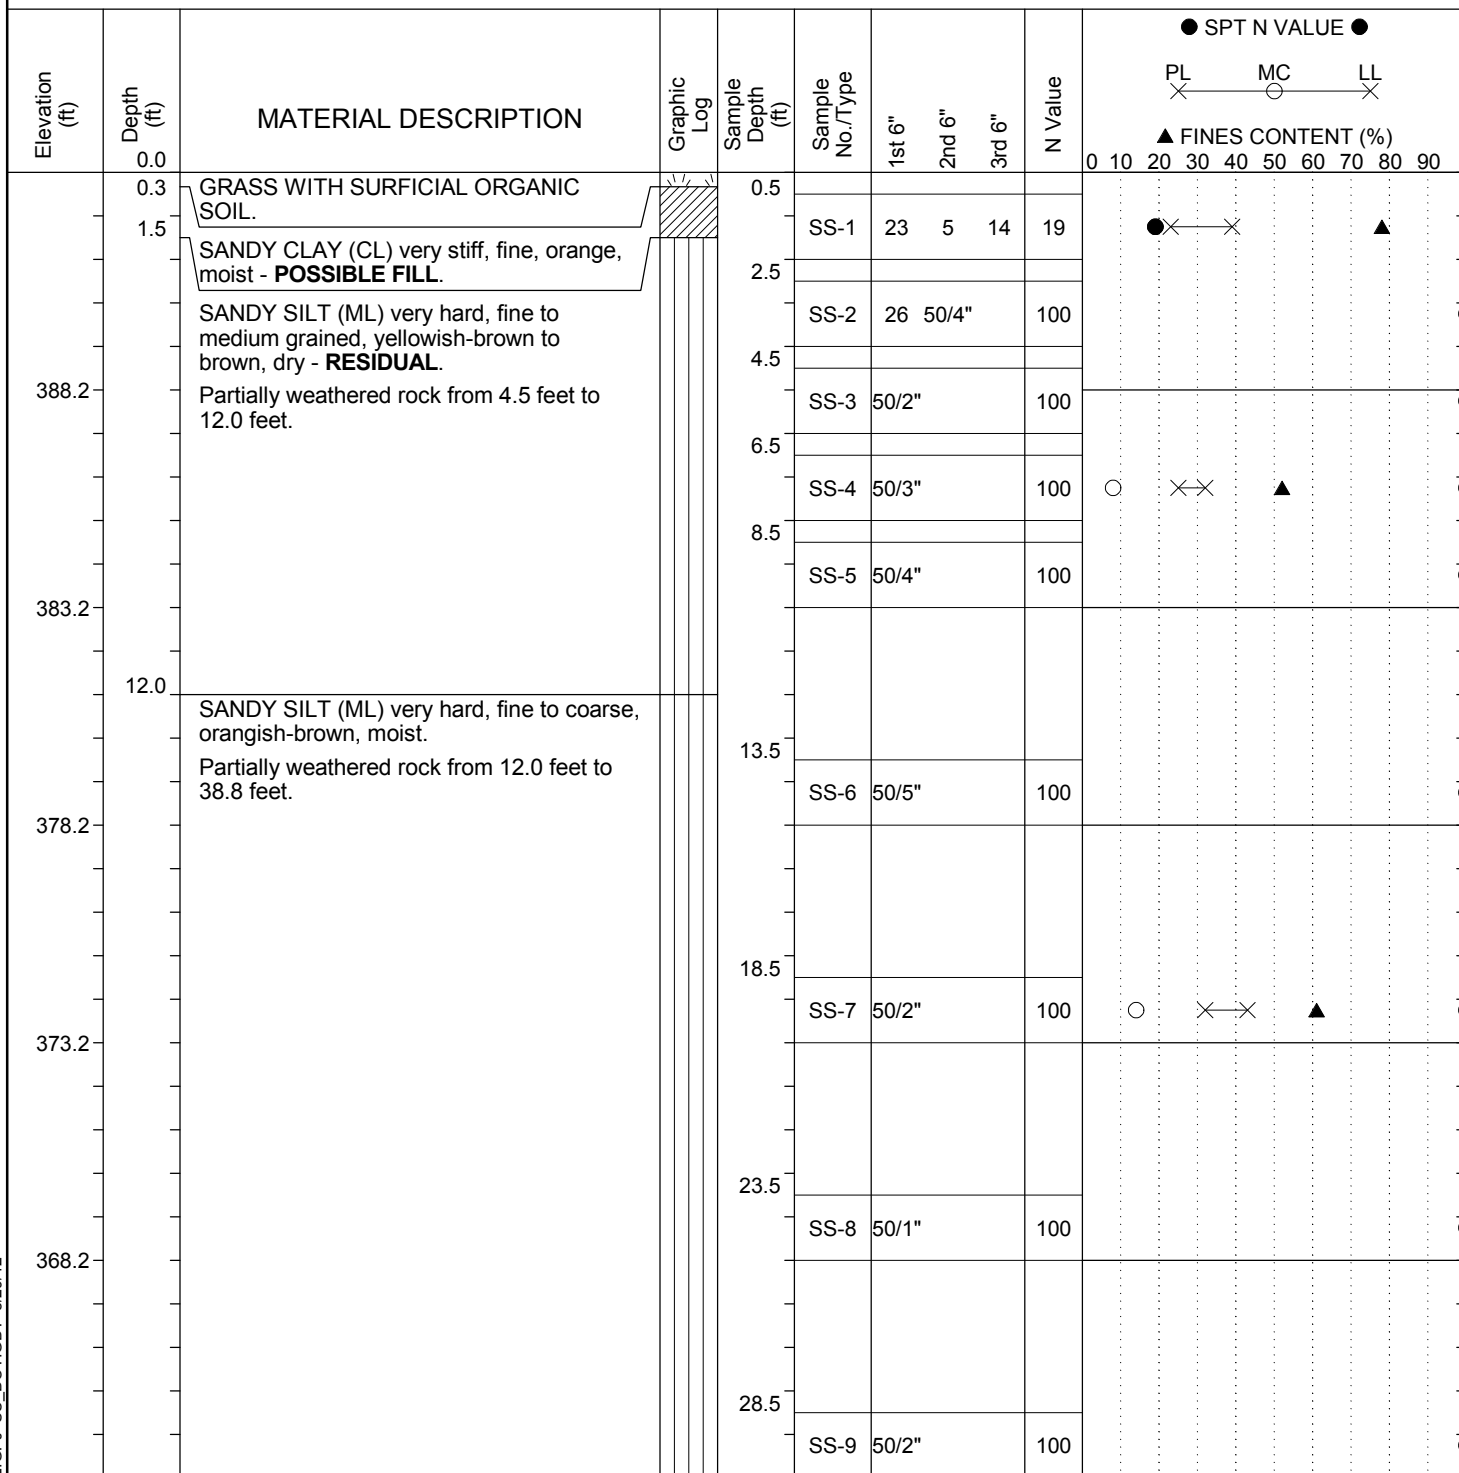 ● SPT N VALUE ●
PL MC LL
▲ FINES CONTENT (%)
0 10 20 30 40 50 60 70 80 90
Elevation (ft)
Depth (ft)
MATERIAL DESCRIPTION
Graphic Log
Sample Depth (ft)
Sample No./Type
1st 6"
2nd 6"
3rd 6"
N Value
0.0
0.3 GRASS WITH SURFICIAL ORGANIC 0.5
SOIL.
1.5 SS-1 23 5 14 19
SANDY CLAY (CL) very stiff, fine, orange,
moist - POSSIBLE FILL. 2.5
SANDY SILT (ML) very hard, fine to SS-2 26 50/4" 100
medium grained, yellowish-brown to
brown, dry - RESIDUAL. 4.5
388.2 Partially weathered rock from 4.5 feet to SS-3 50/2" 100
12.0 feet.
6.5
SS-4 50/3" 100
8.5
SS-5 50/4" 100
383.2
12.0
SANDY SILT (ML) very hard, fine to coarse,
orangish-brown, moist.
13.5
Partially weathered rock from 12.0 feet to
38.8 feet. SS-6 50/5" 100
378.2
18.5
SS-7 50/2" 100
373.2
23.5
SS-8 50/1" 100
368.2
28.5
SS-9 50/2" 100